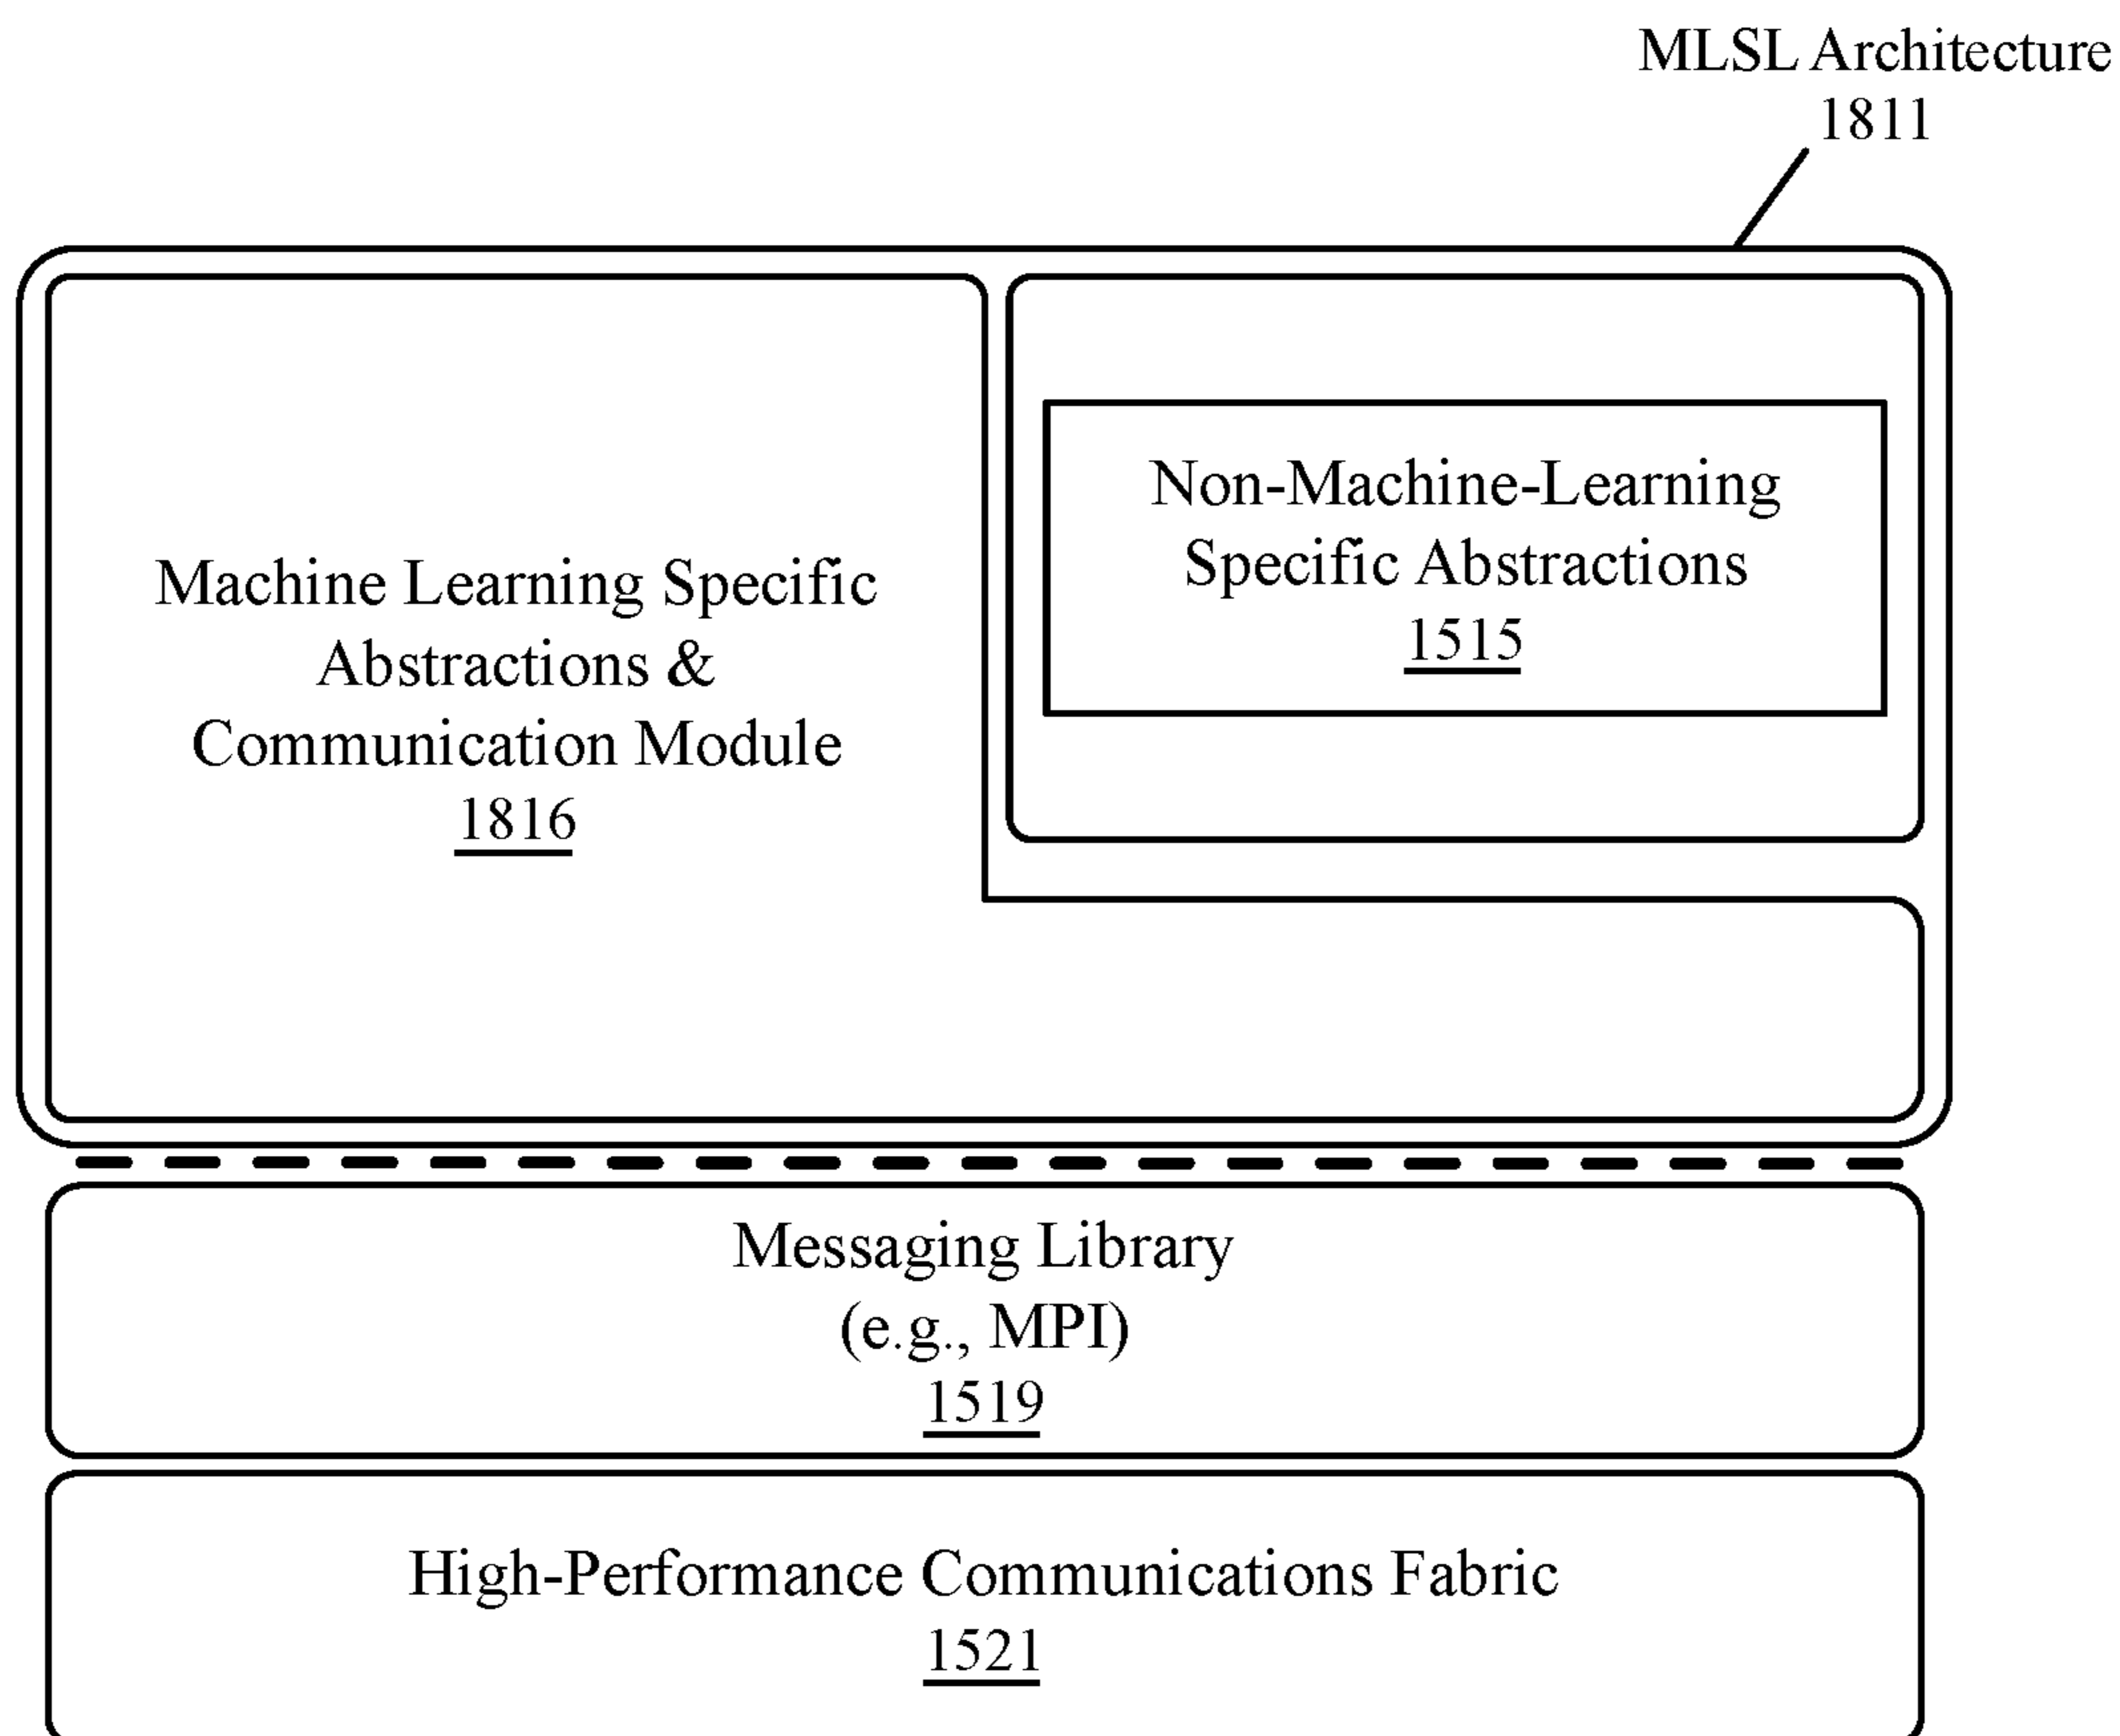 MLSL Architecture
1811
Non-Machine-Learning
Specific Abstractions
1515
Machine Learning Specific
Abstractions &
Communication Module
1816
Messaging Library
(e.g., MPI)
1519
High-Performance Communications Fabric
1521